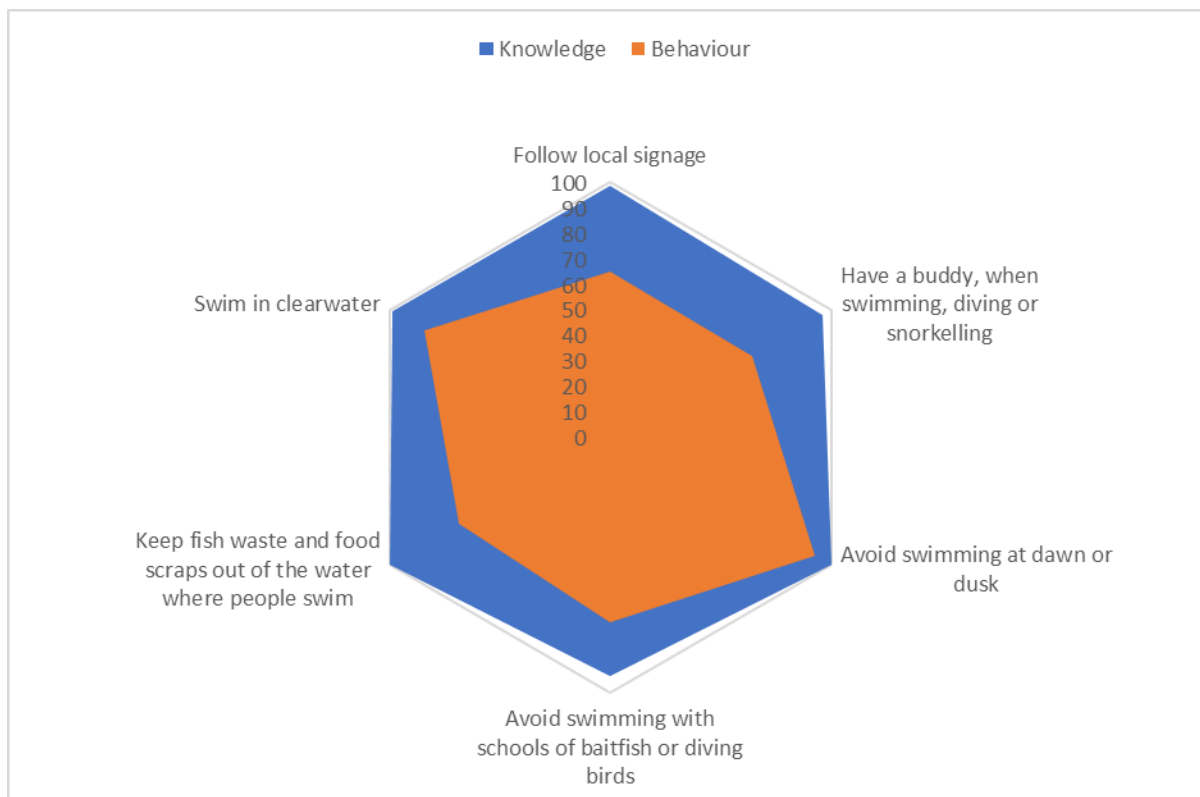 Knowledge Behaviour
Follow local signage
100
90
80
70
60
50
40
30
20
10
0
Have a buddy, when
swimming, diving or
snorkelling
Swim in clearwater
Keep fish waste and food
scraps out of the water
where people swim
Avoid swimming at dawn or
dusk
Avoid swimming with
schools of baitfish or diving
birds